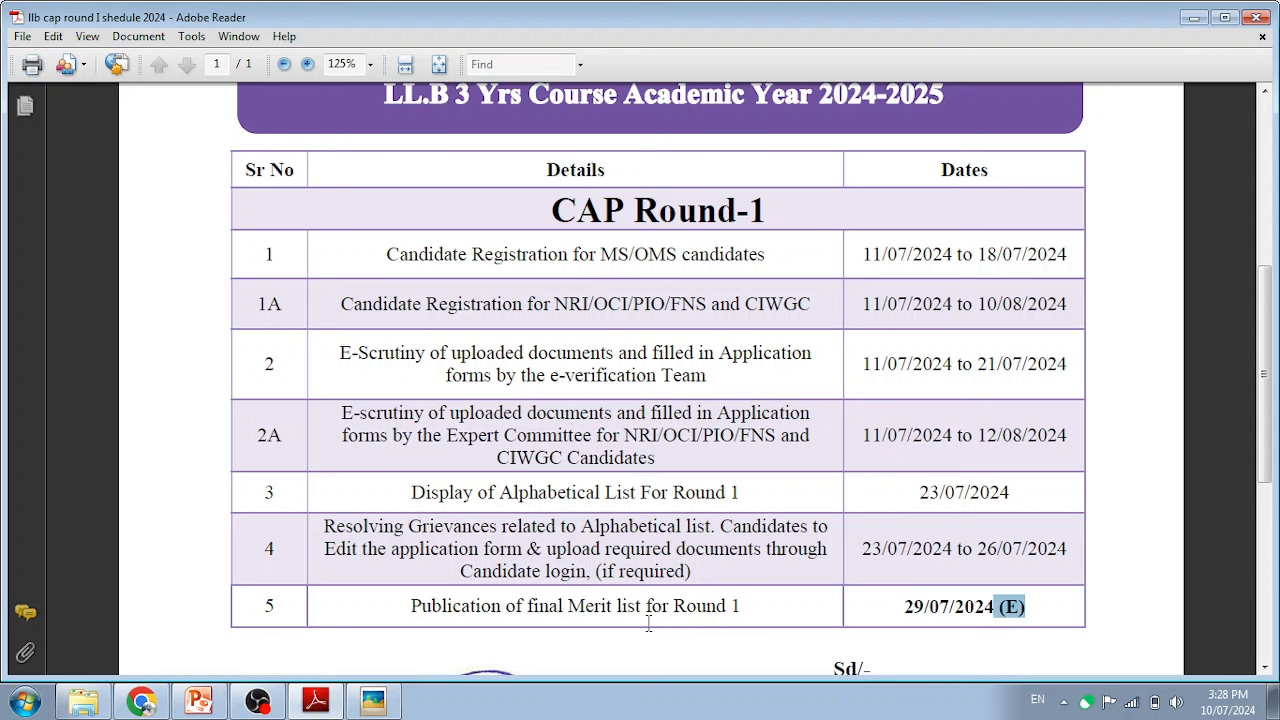 llb cap round I shedule 2024 - Adobe Reader
File Edit View Document Tools Window Help
1 / 1 125% Find
LL.B 3 Yrs Course Academic Year 2024-2025
Sr No Details Dates
CAP Round-1
1 Candidate Registration for MS/OMS candidates 11/07/2024 to 18/07/2024
1A Candidate Registration for NRI/OCI/PIO/FNS and CIWGC 11/07/2024 to 10/08/2024
E-Scrutiny of uploaded documents and filled in Application
2 forms by the e-verification Team 11/07/2024 to 21/07/2024
E-scrutiny of uploaded documents and filled in Application
2A forms by the Expert Committee for NRI/OCI/PIO/FNS and 11/07/2024 to 12/08/2024
CIWGC Candidates
3 Display of Alphabetical List For Round 1 23/07/2024
Resolving Grievances related to Alphabetical list. Candidates to
4 Edit the application form & upload required documents through 23/07/2024 to 26/07/2024
Candidate login, (if required)
5 Publication of final Merit list for Round 1 29/07/2024 (E)
Sd/-
EN 3:28 PM
10/07/2024